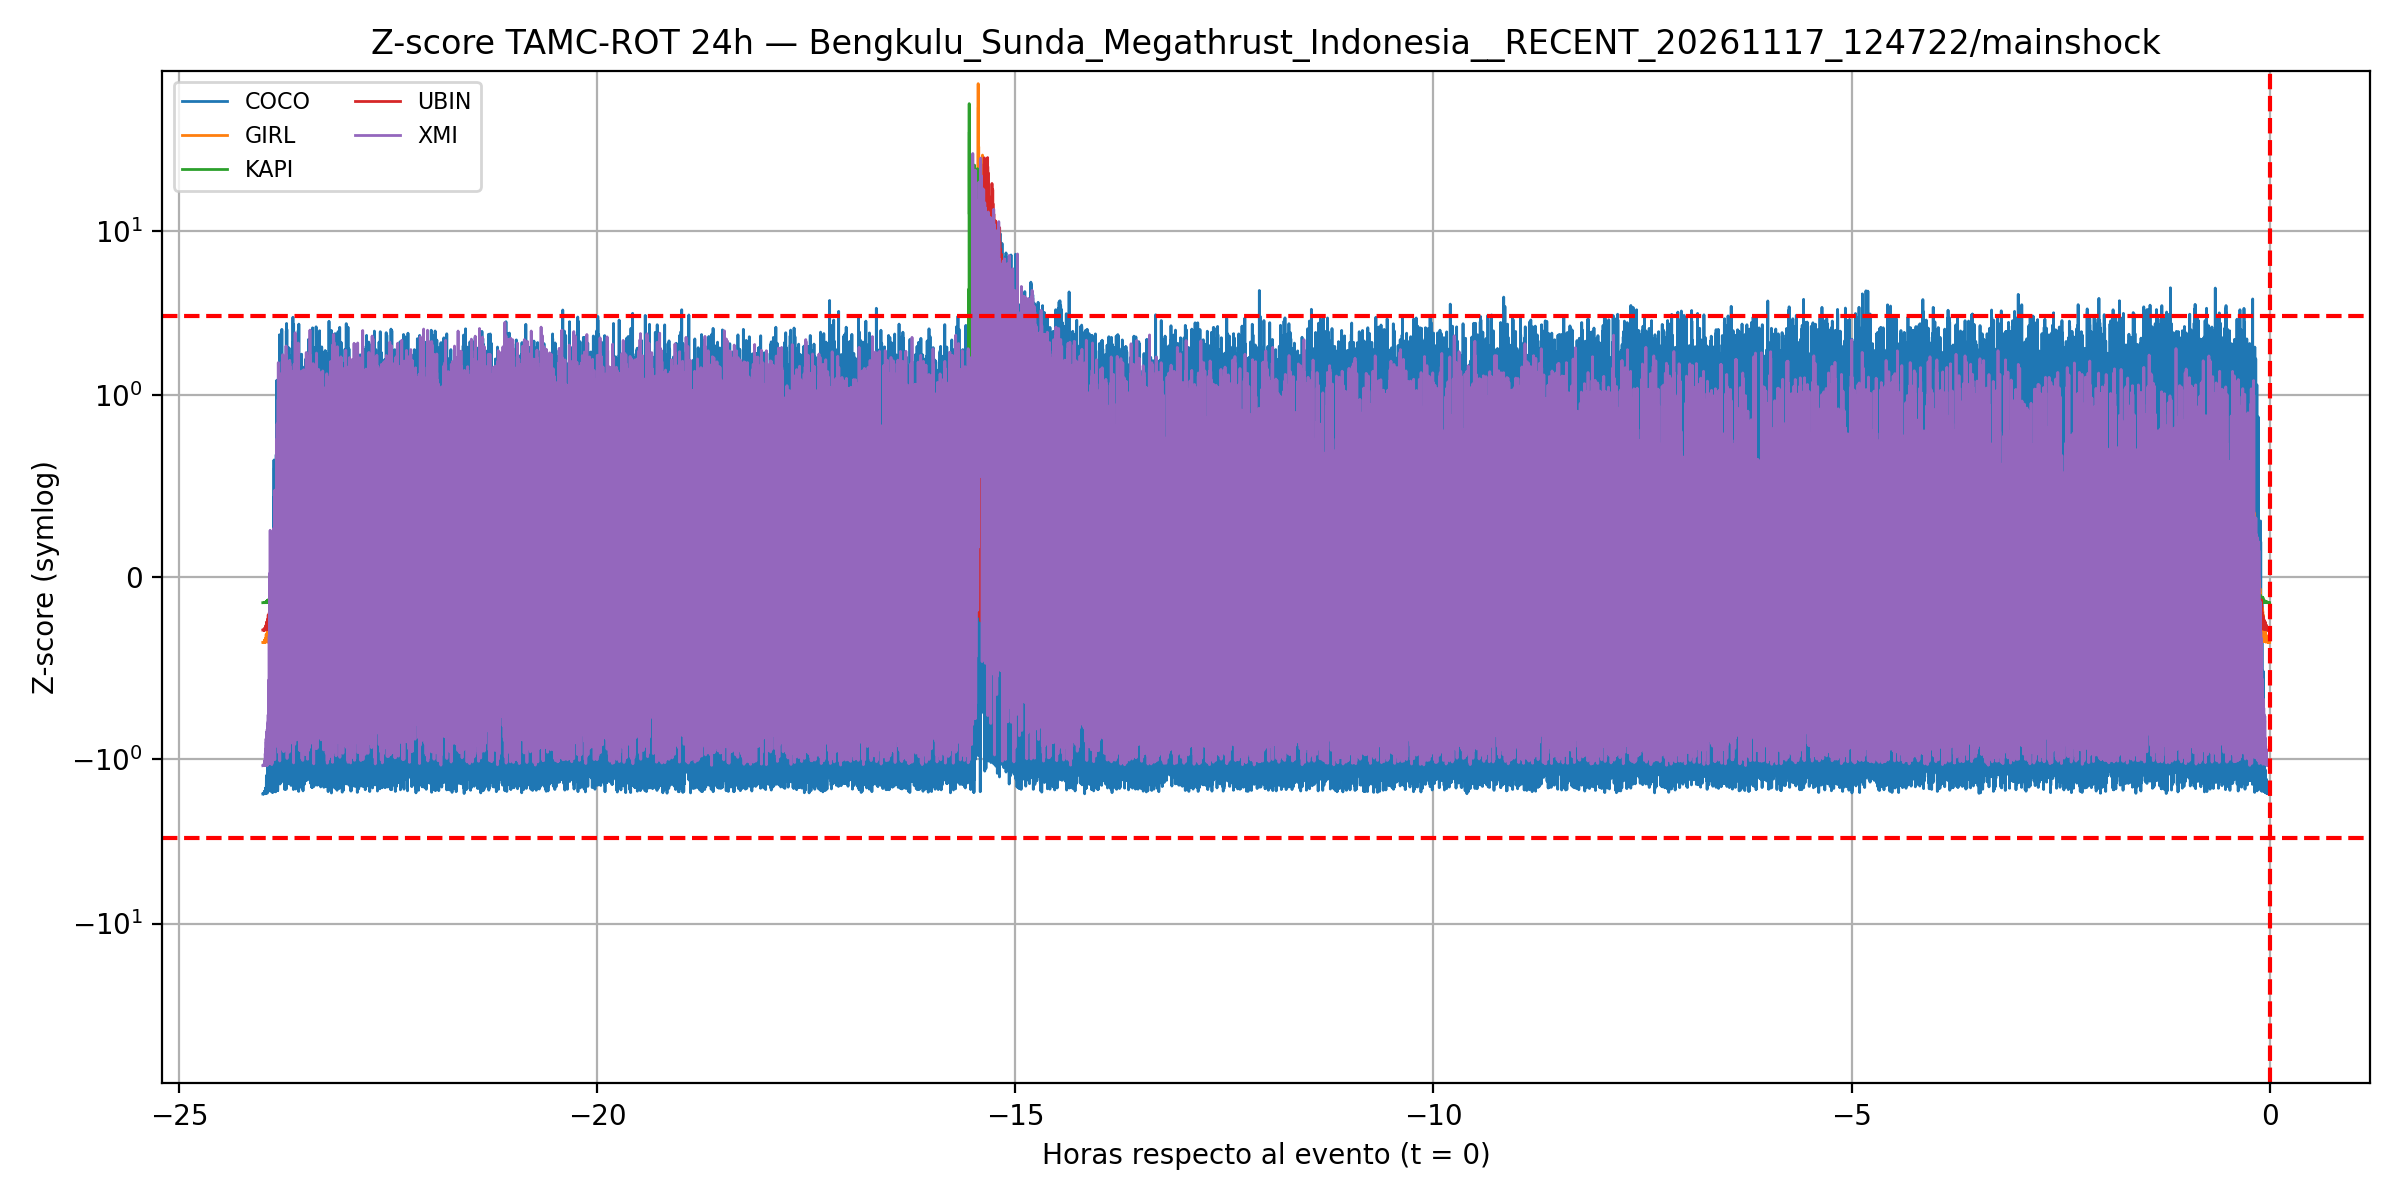 Z-score TAMC-ROT 24h — Bengkulu_Sunda_Megathrust_Indonesia__RECENT_20261117_124722/mainshock
COCO UBIN
GIRL XMI
KAPI
10¹
10⁰
0
−10⁰
−10¹
Z-score (symlog)
−25 −20 −15 −10 −5 0
Horas respecto al evento (t = 0)